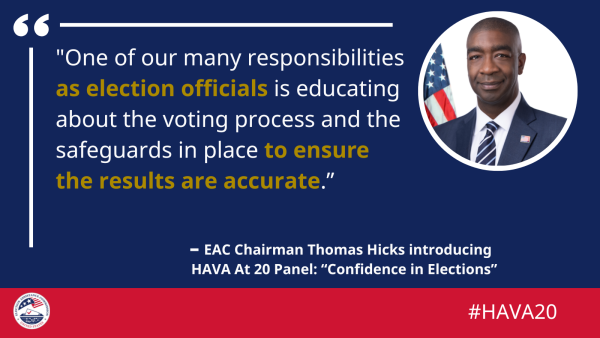 "One of our many responsibilities
as election officials is educating
about the voting process and the
safeguards in place to ensure
the results are accurate.”
– EAC Chairman Thomas Hicks introducing
HAVA At 20 Panel: “Confidence in Elections”
#HAVA20